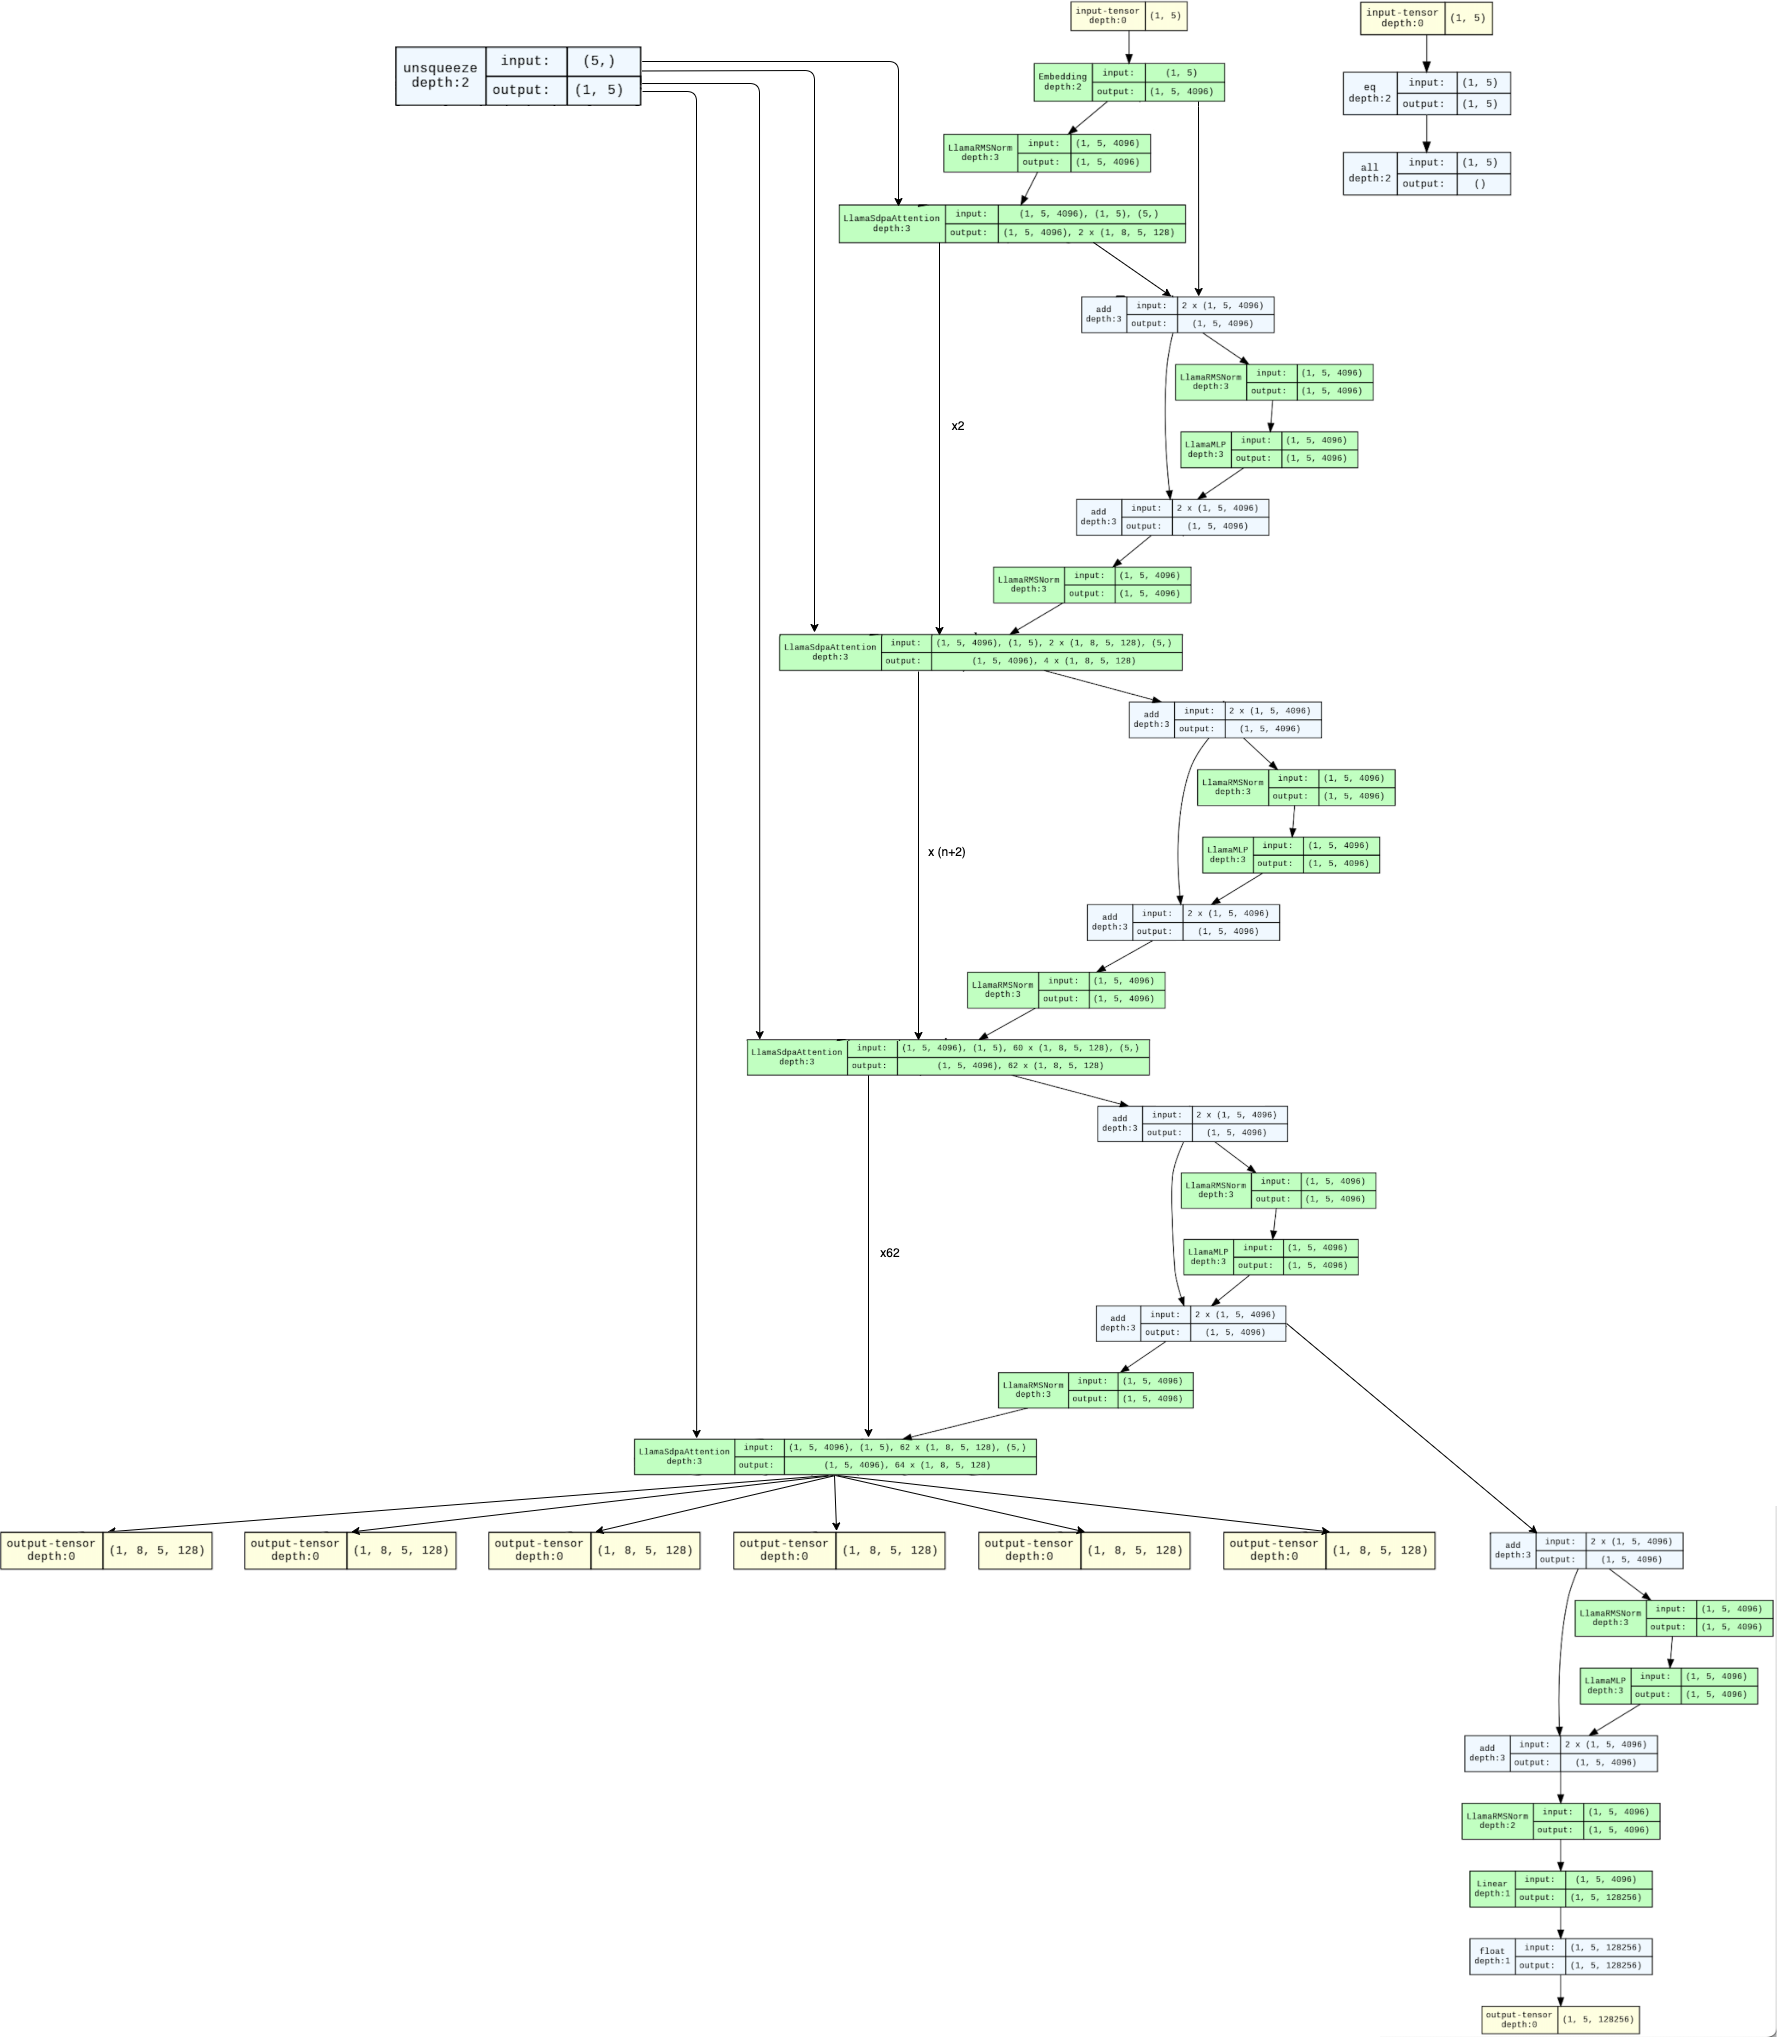 input-tensor
depth:0
(1, 5)
input-tensor
depth:0
(1, 5)
unsqueeze
depth:2
input:
(5,)
output:
(1, 5)
Embedding
depth:2
input:
(1, 5)
output:
(1, 5, 4096)
eq
depth:2
input:
(1, 5)
output:
(1, 5)
LlamaRMSNorm
depth:3
input:
(1, 5, 4096)
output:
(1, 5, 4096)
all
depth:2
input:
(1, 5)
output:
()
LlamaSdpaAttention
depth:3
input:
(1, 5, 4096), (1, 5), (5,)
output:
(1, 5, 4096), 2 x (1, 8, 5, 128)
add
depth:3
input:
2 x (1, 5, 4096)
output:
(1, 5, 4096)
LlamaRMSNorm
depth:3
input:
(1, 5, 4096)
output:
(1, 5, 4096)
x2
LlamaMLP
depth:3
input:
(1, 5, 4096)
output:
(1, 5, 4096)
add
depth:3
input:
2 x (1, 5, 4096)
output:
(1, 5, 4096)
LlamaRMSNorm
depth:3
input:
(1, 5, 4096)
output:
(1, 5, 4096)
LlamaSdpaAttention
depth:3
input:
(1, 5, 4096), (1, 5), 2 x (1, 8, 5, 128), (5,)
output:
(1, 5, 4096), 4 x (1, 8, 5, 128)
add
depth:3
input:
2 x (1, 5, 4096)
output:
(1, 5, 4096)
LlamaRMSNorm
depth:3
input:
(1, 5, 4096)
output:
(1, 5, 4096)
x (n+2)
LlamaMLP
depth:3
input:
(1, 5, 4096)
output:
(1, 5, 4096)
add
depth:3
input:
2 x (1, 5, 4096)
output:
(1, 5, 4096)
LlamaRMSNorm
depth:3
input:
(1, 5, 4096)
output:
(1, 5, 4096)
LlamaSdpaAttention
depth:3
input:
(1, 5, 4096), (1, 5), 60 x (1, 8, 5, 128), (5,)
output:
(1, 5, 4096), 62 x (1, 8, 5, 128)
add
depth:3
input:
2 x (1, 5, 4096)
output:
(1, 5, 4096)
LlamaRMSNorm
depth:3
input:
(1, 5, 4096)
output:
(1, 5, 4096)
x62
LlamaMLP
depth:3
input:
(1, 5, 4096)
output:
(1, 5, 4096)
add
depth:3
input:
2 x (1, 5, 4096)
output:
(1, 5, 4096)
LlamaRMSNorm
depth:3
input:
(1, 5, 4096)
output:
(1, 5, 4096)
LlamaSdpaAttention
depth:3
input:
(1, 5, 4096), (1, 5), 62 x (1, 8, 5, 128), (5,)
output:
(1, 5, 4096), 64 x (1, 8, 5, 128)
output-tensor
depth:0
(1, 8, 5, 128)
output-tensor
depth:0
(1, 8, 5, 128)
output-tensor
depth:0
(1, 8, 5, 128)
output-tensor
depth:0
(1, 8, 5, 128)
output-tensor
depth:0
(1, 8, 5, 128)
output-tensor
depth:0
(1, 8, 5, 128)
add
depth:3
input:
2 x (1, 5, 4096)
output:
(1, 5, 4096)
LlamaRMSNorm
depth:3
input:
(1, 5, 4096)
output:
(1, 5, 4096)
LlamaMLP
depth:3
input:
(1, 5, 4096)
output:
(1, 5, 4096)
add
depth:3
input:
2 x (1, 5, 4096)
output:
(1, 5, 4096)
LlamaRMSNorm
depth:2
input:
(1, 5, 4096)
output:
(1, 5, 4096)
Linear
depth:1
input:
(1, 5, 4096)
output:
(1, 5, 128256)
float
depth:1
input:
(1, 5, 128256)
output:
(1, 5, 128256)
output-tensor
depth:0
(1, 5, 128256)